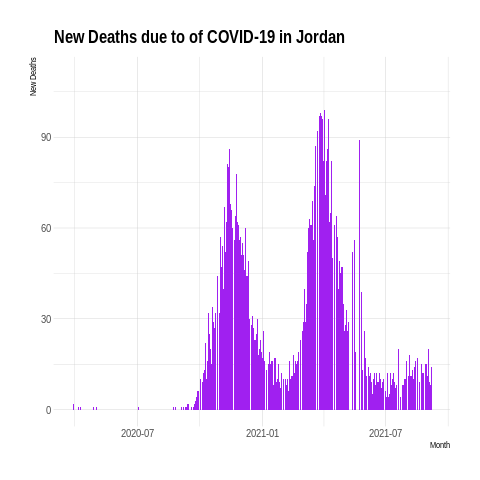 New Deaths due to of COVID-19 in Jordan
New Deaths
90
60
30
0
2020-07
2021-01
2021-07
Month